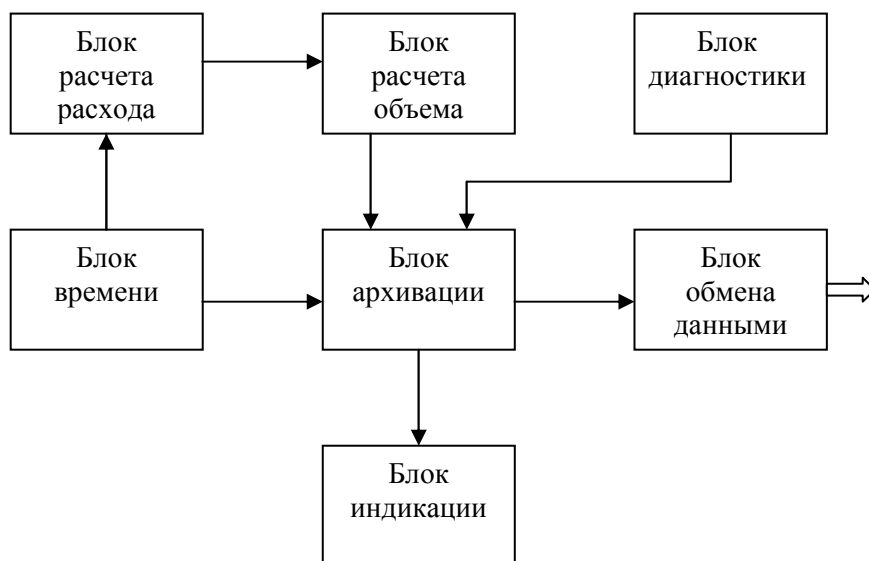 Блок
расчета
расхода
Блок
расчета
объема
Блок
диагностики
Блок
времени
Блок
архивации
Блок
обмена
данными
Блок
индикации